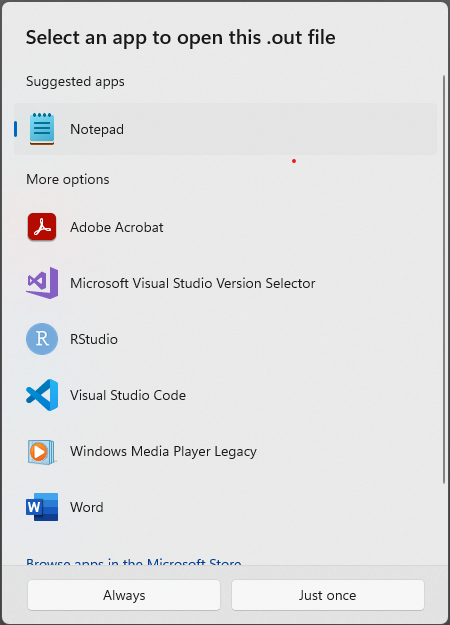 Select an app to open this .out file
Suggested apps
Notepad
More options
Adobe Acrobat
Microsoft Visual Studio Version Selector
R
RStudio
Visual Studio Code
Windows Media Player Legacy
W
Word
Browse apps in the Microsoft Store
Always
Just once